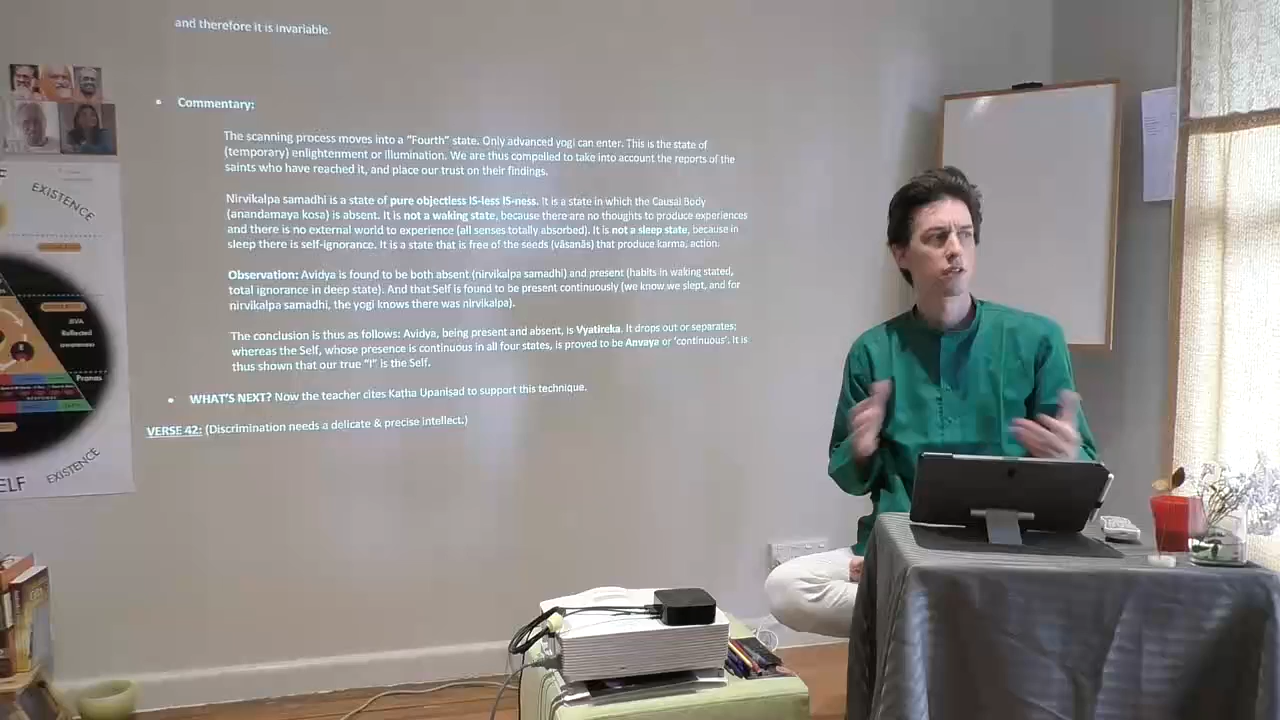 and therefore it is invariable.
Commentary:
The scanning process moves into a “Fourth” state. Only advanced yogi can enter. This is the state of
(temporary) enlightenment or Illumination. We are thus compelled to take into account the reports of the
saints who have reached it, and place our trust on their findings.
Nirvikalpa samadhi is a state of pure objectless IS-less IS-ness. It is a state in which the Causal Body
(anandamaya kosa) is absent. It is not a waking state, because there are no thoughts to produce experiences
and there is no external world to experience (all senses totally absorbed). It is not a sleep state, because in
sleep there is self-ignorance. It is a state that is free of the seeds (vāsanās) that produce karma, action.
Observation: Avidya is found to be both absent (nirvikalpa samadhi) and present (habits in waking stated,
total ignorance in deep state). And that Self is found to be present continuously (we know we slept, and for
nirvikalpa samadhi, the yogi knows there was nirvikalpa).
The conclusion is thus as follows: Avidya, being present and absent, is Vyatireka. It drops out or separates;
whereas the Self, whose presence is continuous in all four states, is proved to be Anvaya or ‘continuous’. It is
thus shown that our true “I” is the Self.
WHAT'S NEXT? Now the teacher cites Kaṭha Upaniṣad to support this technique.
VERSE 42: (Discrimination needs a delicate & precise intellect.)
EXISTENCE
JIVA
Reflected
Pranas
ELF
EXISTENCE